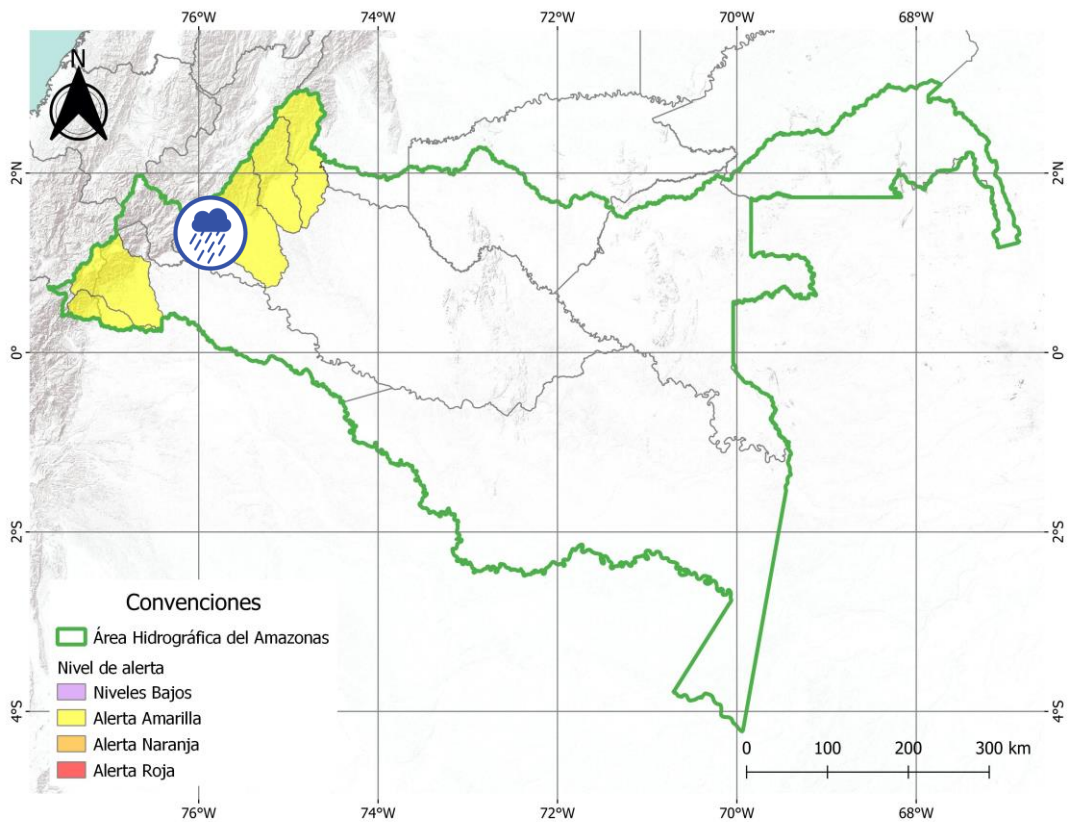 76°W 74°W 72°W 70°W 68°W
N
2°N 2°N
0° 0°
2°S 2°S
4°S 4°S
Convenciones
Área Hidrográfica del Amazonas
Nivel de alerta
Niveles Bajos
Alerta Amarilla
Alerta Naranja
Alerta Roja
0 100 200 300 km
76°W 74°W 72°W 70°W 68°W